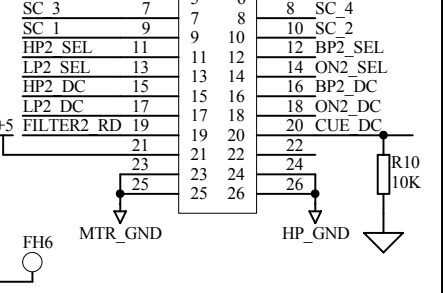 5 6
SC_3 7 7 8 8 SC_4
SC_1 9 9 10 10 SC_2
HP2_SEL 11 11 12 12 BP2_SEL
LP2_SEL 13 13 14 14 ON2_SEL
HP2_DC 15 15 16 16 BP2_DC
LP2_DC 17 17 18 18 ON2_DC
+5 FILTER2_RD 19 19 20 20 CUE_DC
21 21 22 22
23 23 24 24
25 25 26 26
R10
10K
MTR_GND HP_GND
FH6